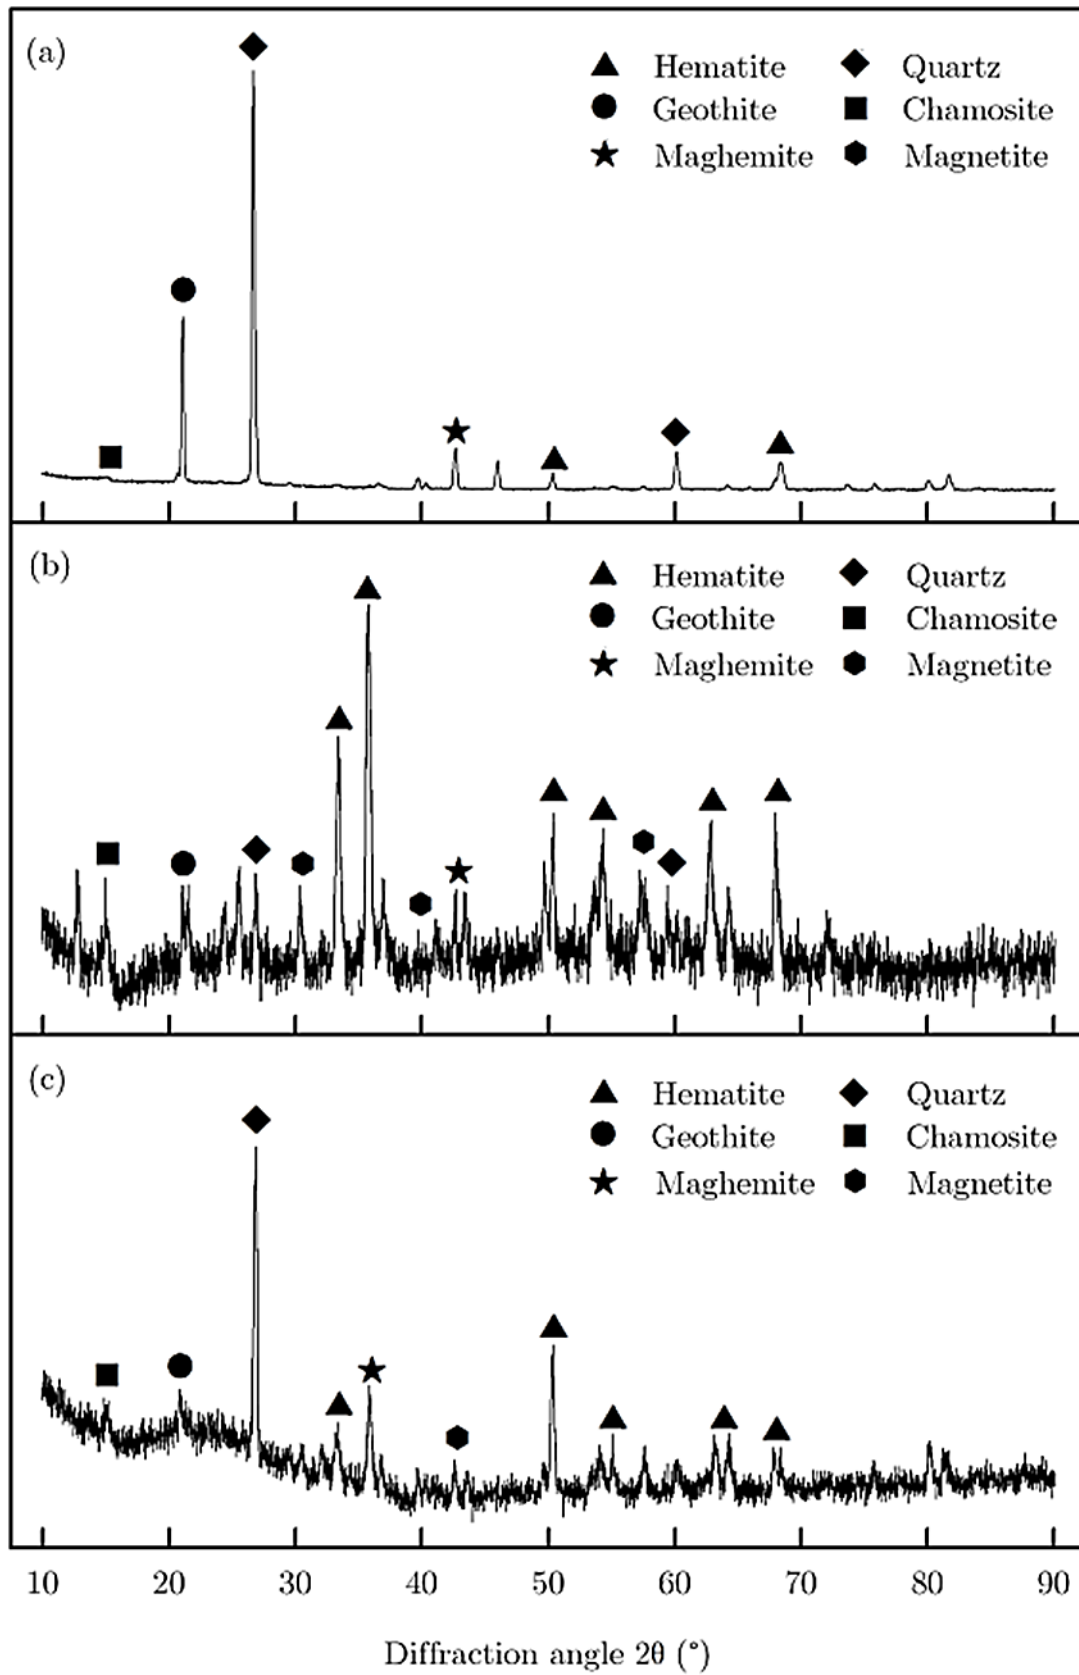 (a)
Hematite Quartz
Geothite Chamosite
Maghemite Magnetite
(b)
Hematite Quartz
Geothite Chamosite
Maghemite Magnetite
(c)
Hematite Quartz
Geothite Chamosite
Maghemite Magnetite
10 20 30 40 50 60 70 80 90
Diffraction angle 2θ (°)